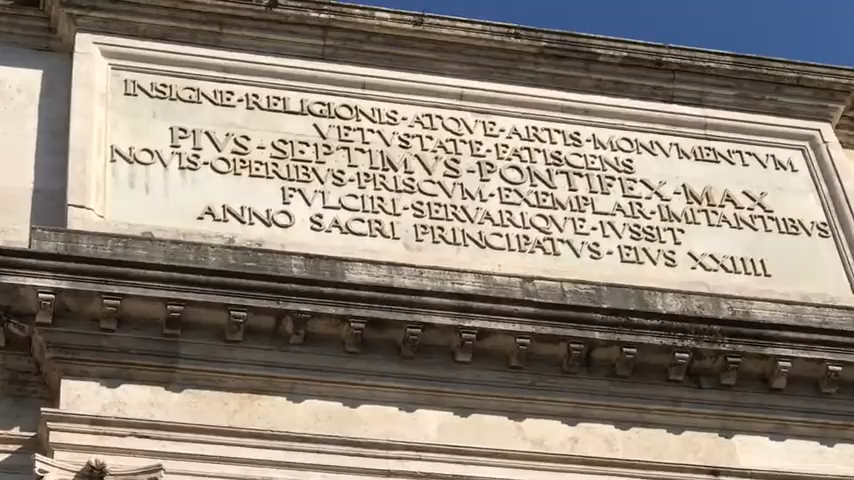 INSIGNE·RELIGIONIS·ATQVE·ARTIS·MONVMENTVM
VETVSTATE·FATISCENS
PIVS·SEPTIMVS·PONTIFEX·MAX
NOVIS·OPERIBVS·PRISCVM·EXEMPLAR·IMITANTIBVS
FVLCIRI·SERVARIQVE·IVSSIT
ANNO SACRI PRINCIPATVS·EIVS XXIIII